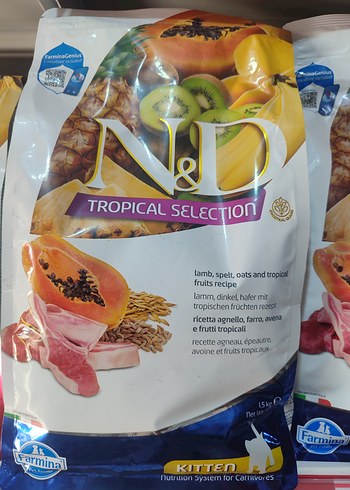 FarminaGenius
N&D
TROPICAL SELECTION
lamb, spelt, oats and tropical
fruits recipe
lamm, dinkel, hafer mit
tropischen früchten rezept
ricetta agnello, farro, avena
e frutti tropicali
recette agneau, épeautre,
avoine et fruits tropicaux
1.5 kg e
Net
Farmina
KITTEN
Nutrition System for Carnivores
FarminaGenius
Farmina